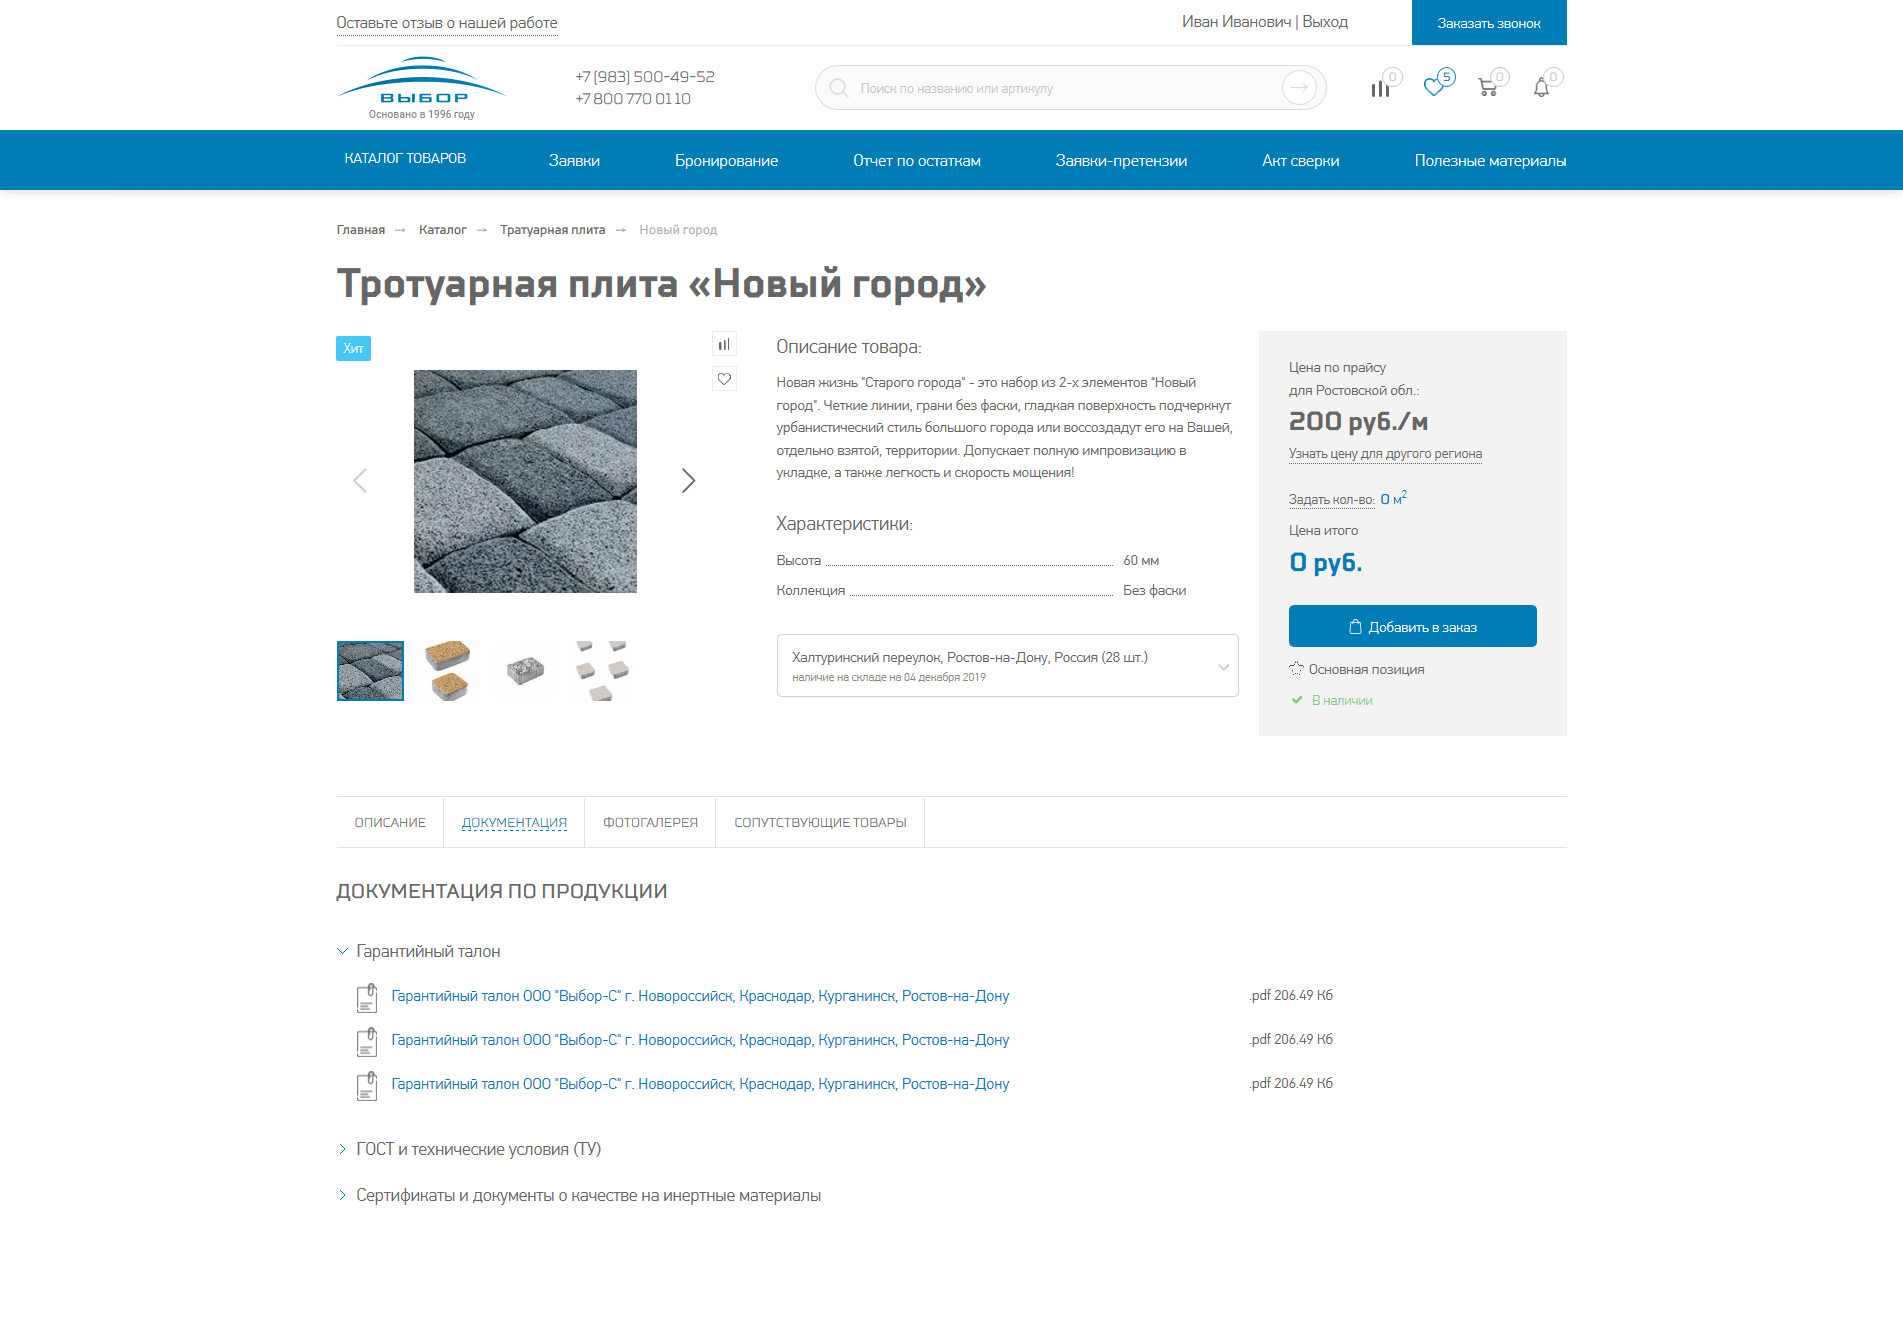 Оставьте отзыв о нашей работе
Иван Иванович | Выход
Заказать звонок
ВЫБОР
Основано в 1996 году
+7 (983) 500-49-52
+7 800 770 01 10
Поиск по названию или артикулу
0
5
0
0
КАТАЛОГ ТОВАРОВ
Заявки
Бронирование
Отчет по остаткам
Заявки-претензии
Акт сверки
Полезные материалы
Главная → Каталог → Тратуарная плита → Новый город
Тротуарная плита «Новый город»
Хит
Описание товара:
Новая жизнь "Старого города" - это набор из 2-х элементов "Новый
город". Четкие линии, грани без фаски, гладкая поверхность подчеркнут
урбанистический стиль большого города или воссоздадут его на Вашей,
отдельно взятой, территории. Допускает полную импровизацию в
укладке, а также легкость и скорость мощения!
Характеристики:
Высота 60 мм
Коллекция Без фаски
Халтуринский переулок, Ростов-на-Дону, Россия (28 шт.)
наличие на складе на 04 декабря 2019
Цена по прайсу
для Ростовской обл.:
200 руб./м
Узнать цену для другого региона
Задать кол-во: 0 м²
Цена итого
0 руб.
Добавить в заказ
Основная позиция
В наличии
ОПИСАНИЕ
ДОКУМЕНТАЦИЯ
ФОТОГАЛЕРЕЯ
СОПУТСТВУЮЩИЕ ТОВАРЫ
ДОКУМЕНТАЦИЯ ПО ПРОДУКЦИИ
Гарантийный талон
Гарантийный талон ООО "Выбор-С" г. Новороссийск, Краснодар, Курганинск, Ростов-на-Дону .pdf 206.49 Кб
Гарантийный талон ООО "Выбор-С" г. Новороссийск, Краснодар, Курганинск, Ростов-на-Дону .pdf 206.49 Кб
Гарантийный талон ООО "Выбор-С" г. Новороссийск, Краснодар, Курганинск, Ростов-на-Дону .pdf 206.49 Кб
ГОСТ и технические условия (ТУ)
Сертификаты и документы о качестве на инертные материалы